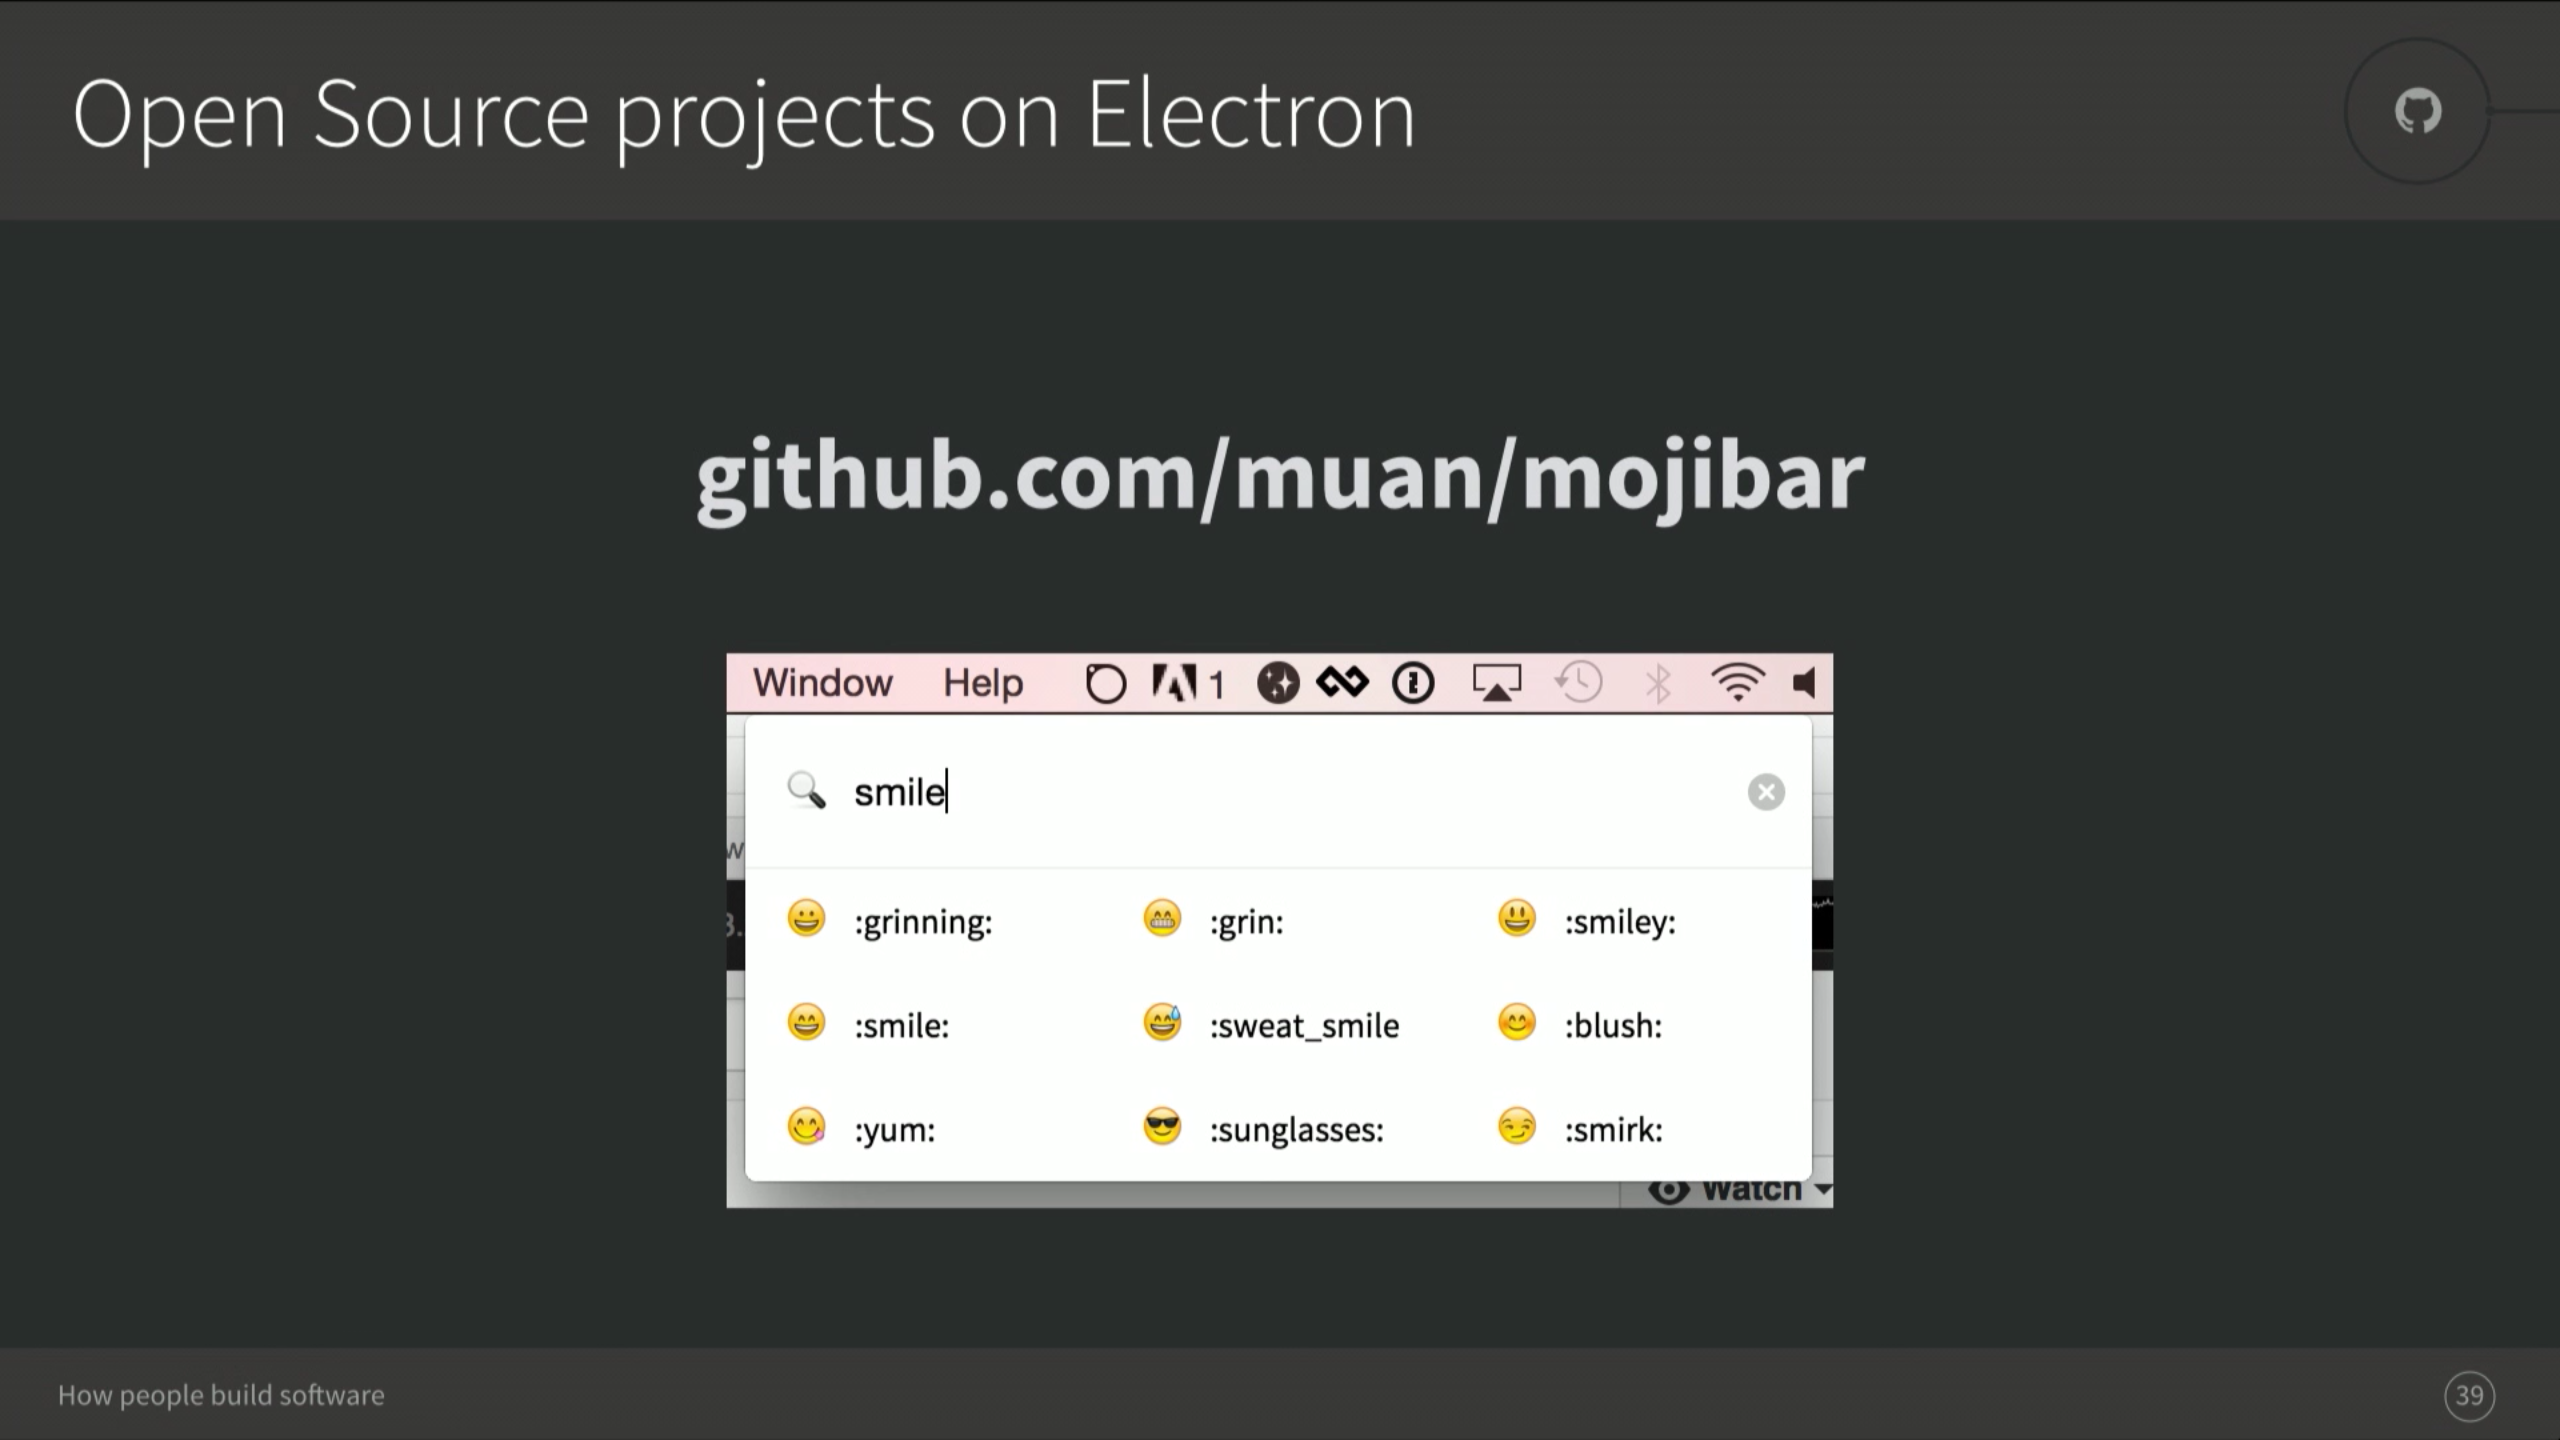 Open Source projects on Electron
github.com/muan/mojibar
Window Help 1
smile
:grinning: :grin: :smiley:
:smile: :sweat_smile :blush:
:yum: :sunglasses: :smirk:
Watch
How people build software
39